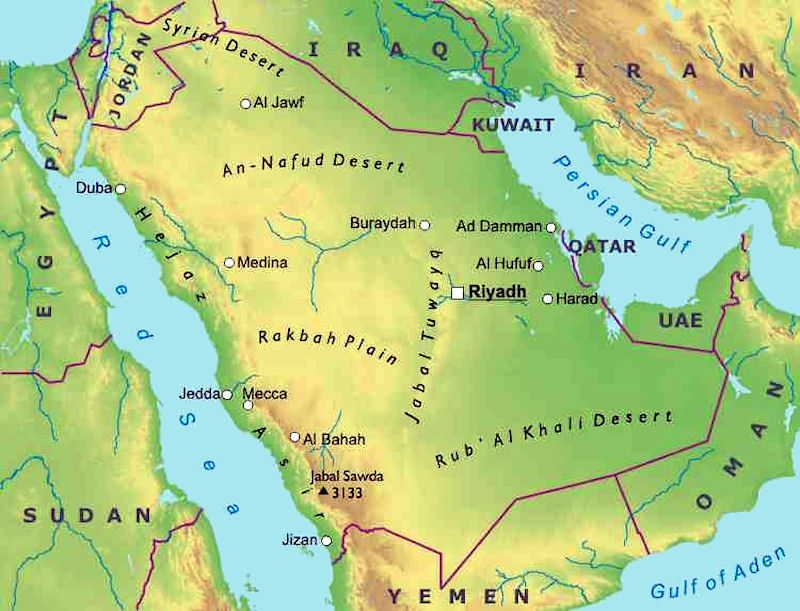 Syrian Desert
IRAQ
IRAN
JORDAN
Al Jawf
KUWAIT
EGYPT
An-Nafud Desert
Persian Gulf
Duba
Hejaz
Buraydah
Ad Damman
QATAR
Red Sea
Medina
Al Hufuf
Jabal Tuwayq
Riyadh
Harad
UAE
Rakbah Plain
Jedda
Mecca
OMAN
Asir
Al Bahah
Rub' Al Khali Desert
Jabal Sawda
3133
SUDAN
Jizan
YEMEN
Gulf of Aden